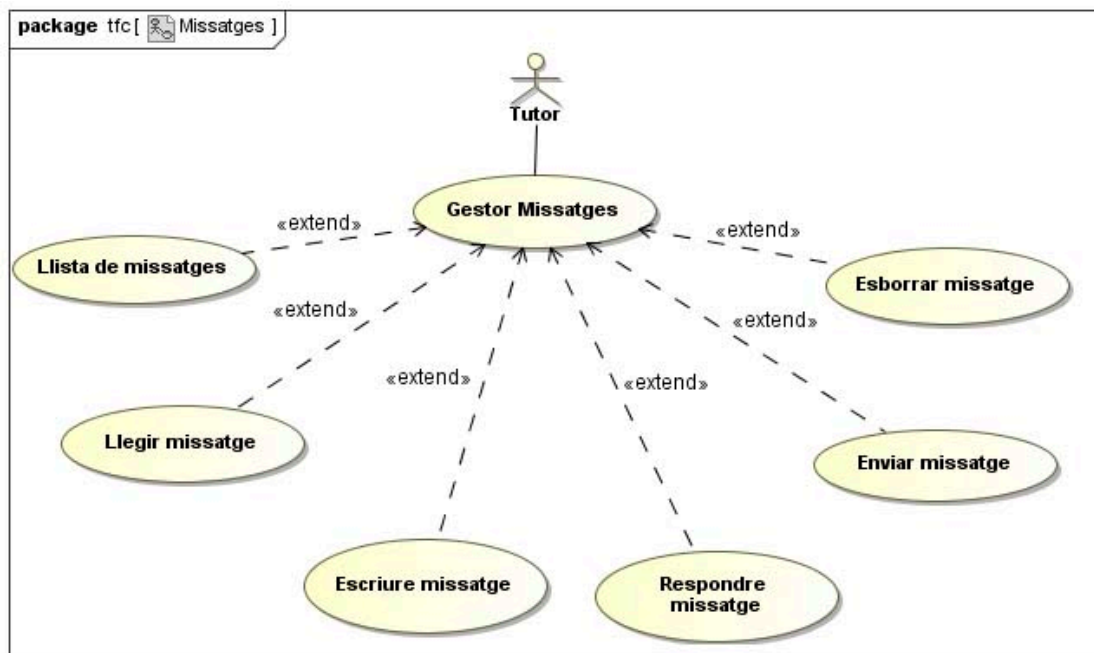 package tfc [ Missatges ]
Tutor
Gestor Missatges
«extend»
«extend»
Llista de missatges
Esborrar missatge
«extend»
«extend»
«extend»
«extend»
Llegir missatge
Enviar missatge
Escriure missatge
Respondre
missatge